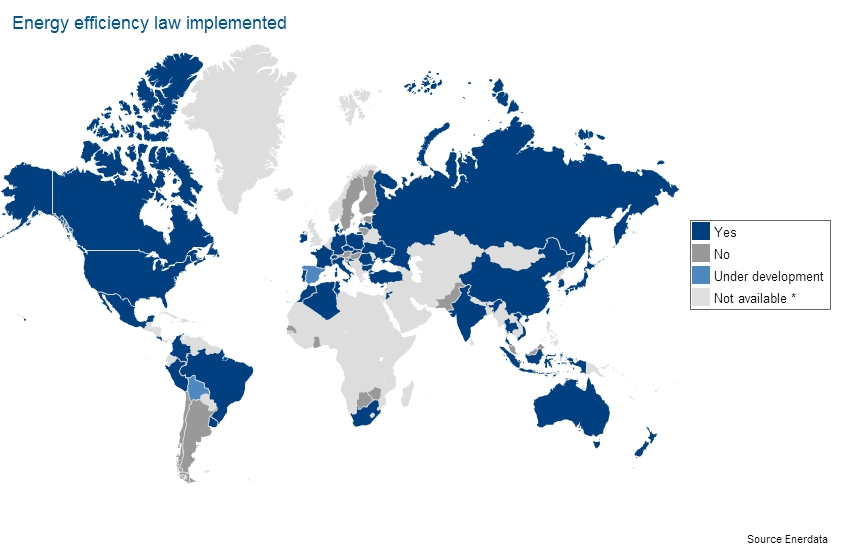 Energy efficiency law implemented
Yes
No
Under development
Not available *
Source Enerdata